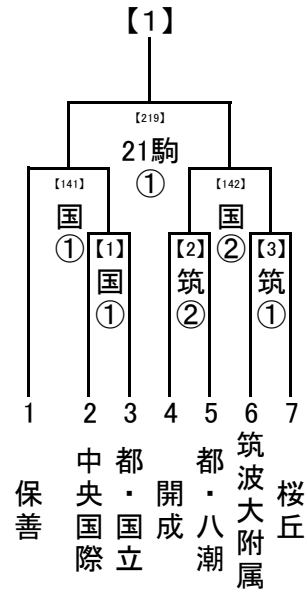 【1】
【219】
21駒
①
【141】
国
①
【142】
国
②
【1】
国
①
【2】
筑
②
【3】
筑
①
1 2 3 4 5 6 7
保善
中央国際
都・国立
開成
都・八潮
筑波大附属
桜丘